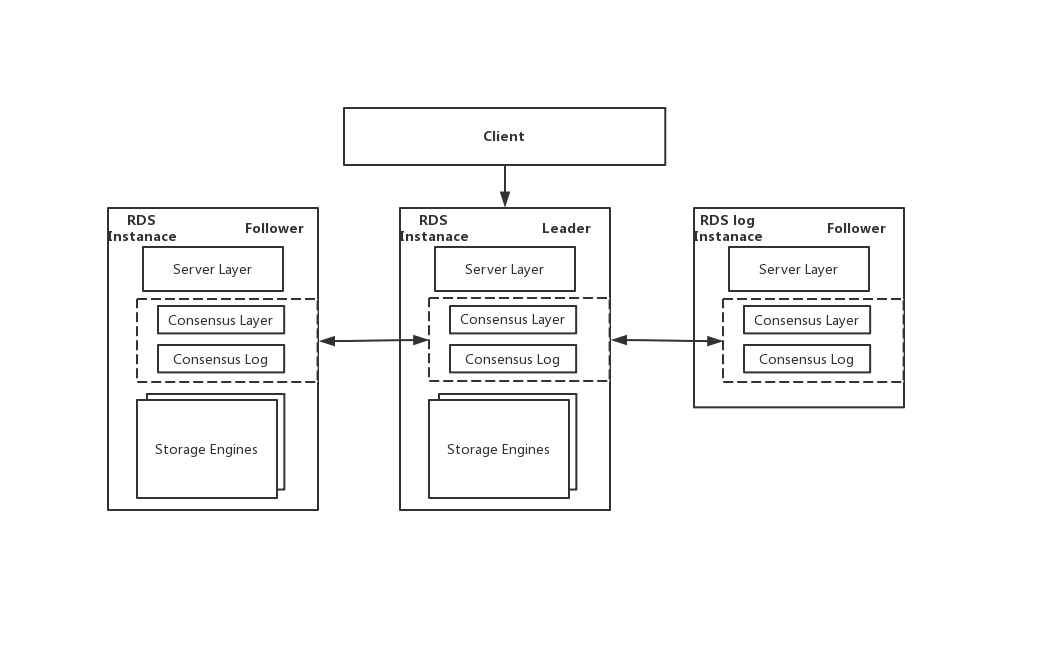 Client
RDS
Instanace
Follower
Server Layer
Consensus Layer
Consensus Log
Storage Engines
RDS
Instanace
Leader
Server Layer
Consensus Layer
Consensus Log
Storage Engines
RDS log
Instanace
Follower
Server Layer
Consensus Layer
Consensus Log